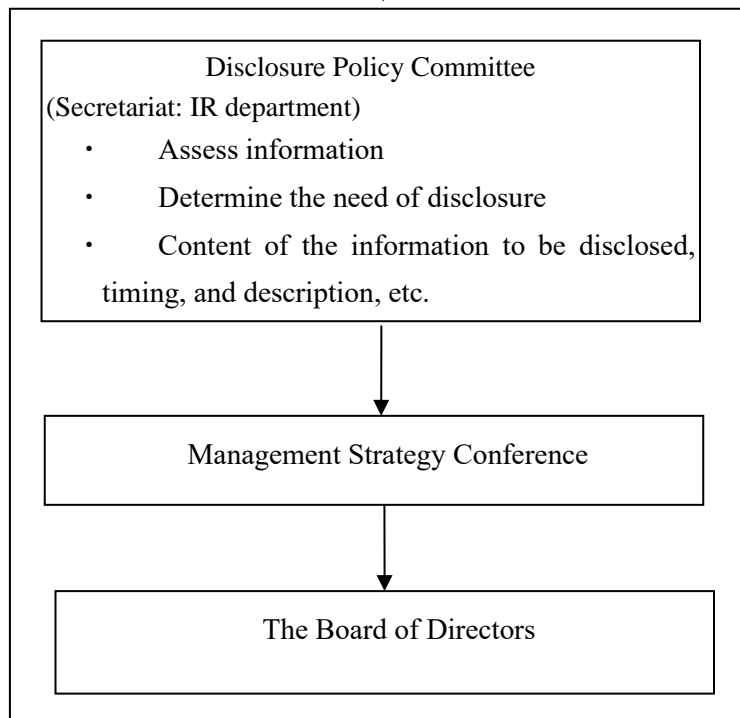 Disclosure Policy Committee
(Secretariat: IR department)
・ Assess information
・ Determine the need of disclosure
・ Content of the information to be disclosed,
timing, and description, etc.
Management Strategy Conference
The Board of Directors